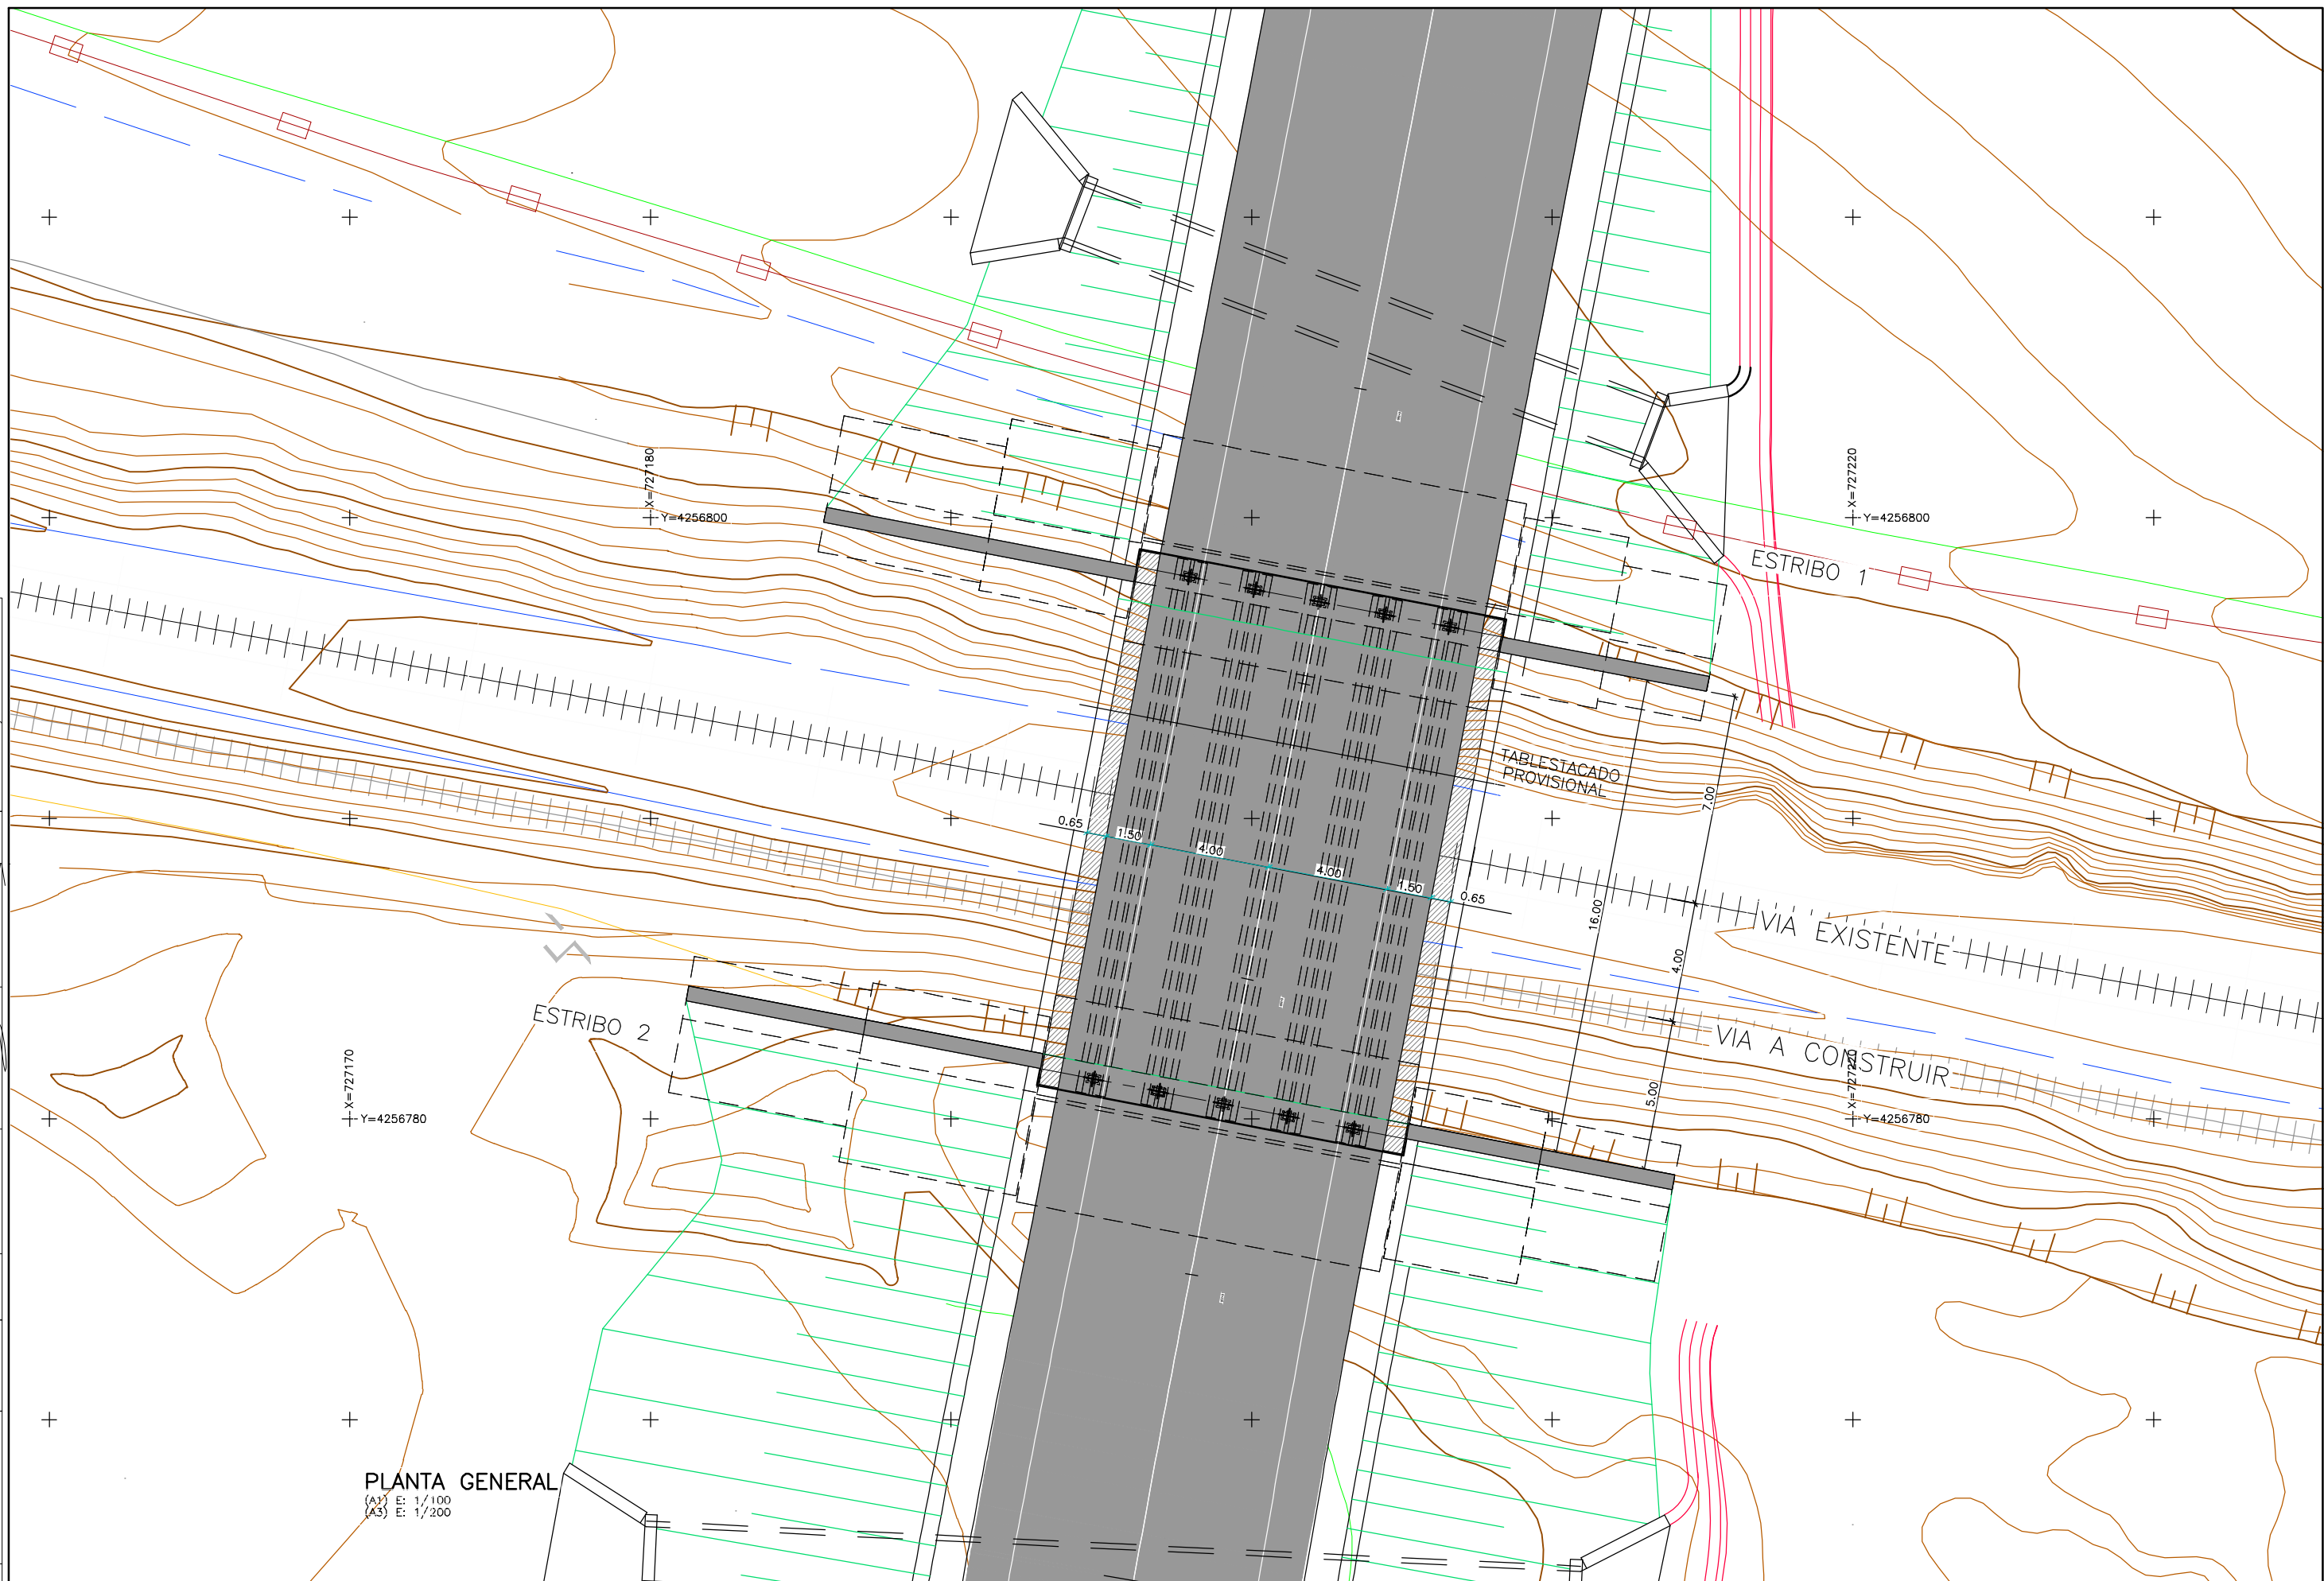 X=727180
Y=4256800
X=727220
Y=4256800
ESTRIBO 1
TABLESTACADO
PROVISIONAL
7.00
0.65
1.50
4.00
4.00
1.50
0.65
16.00
VIA EXISTENTE
4.00
ESTRIBO 2
VIA A CONSTRUIR
X=727170
Y=4256780
X=727220
Y=4256780
5.00
PLANTA GENERAL
(A1) E: 1/100
(A3) E: 1/200